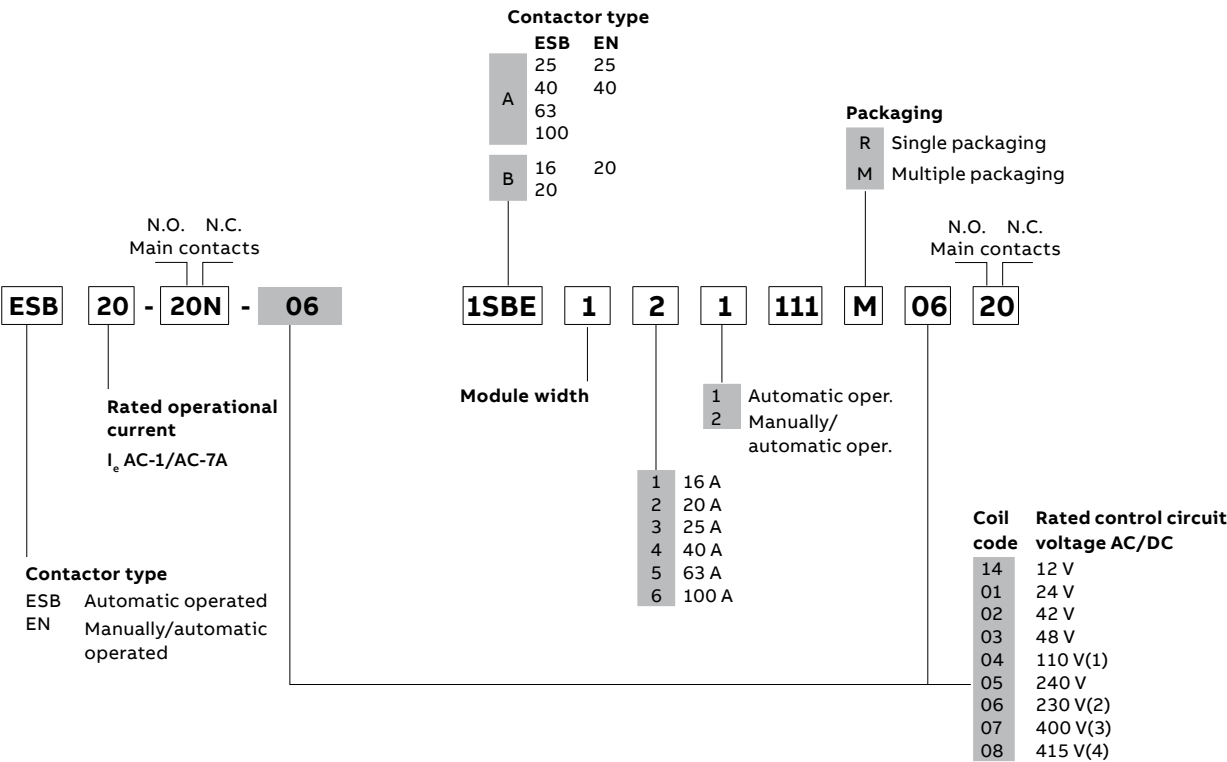 Contactor type
ESB EN
A
25 25
40 40
63
100
B
16 20
20
Packaging
R Single packaging
M Multiple packaging
N.O. N.C.
Main contacts
N.O. N.C.
Main contacts
ESB 20 - 20N - 06
1SBE 1 2 1 111 M 06 20
Rated operational
current
Ie AC-1/AC-7A
Module width
1 Automatic oper.
2 Manually/
automatic oper.
1 16 A
2 20 A
3 25 A
4 40 A
5 63 A
6 100 A
Contactor type
ESB Automatic operated
EN Manually/automatic
operated
Coil Rated control circuit
code voltage AC/DC
14 12 V
01 24 V
02 42 V
03 48 V
04 110 V(1)
05 240 V
06 230 V(2)
07 400 V(3)
08 415 V(4)